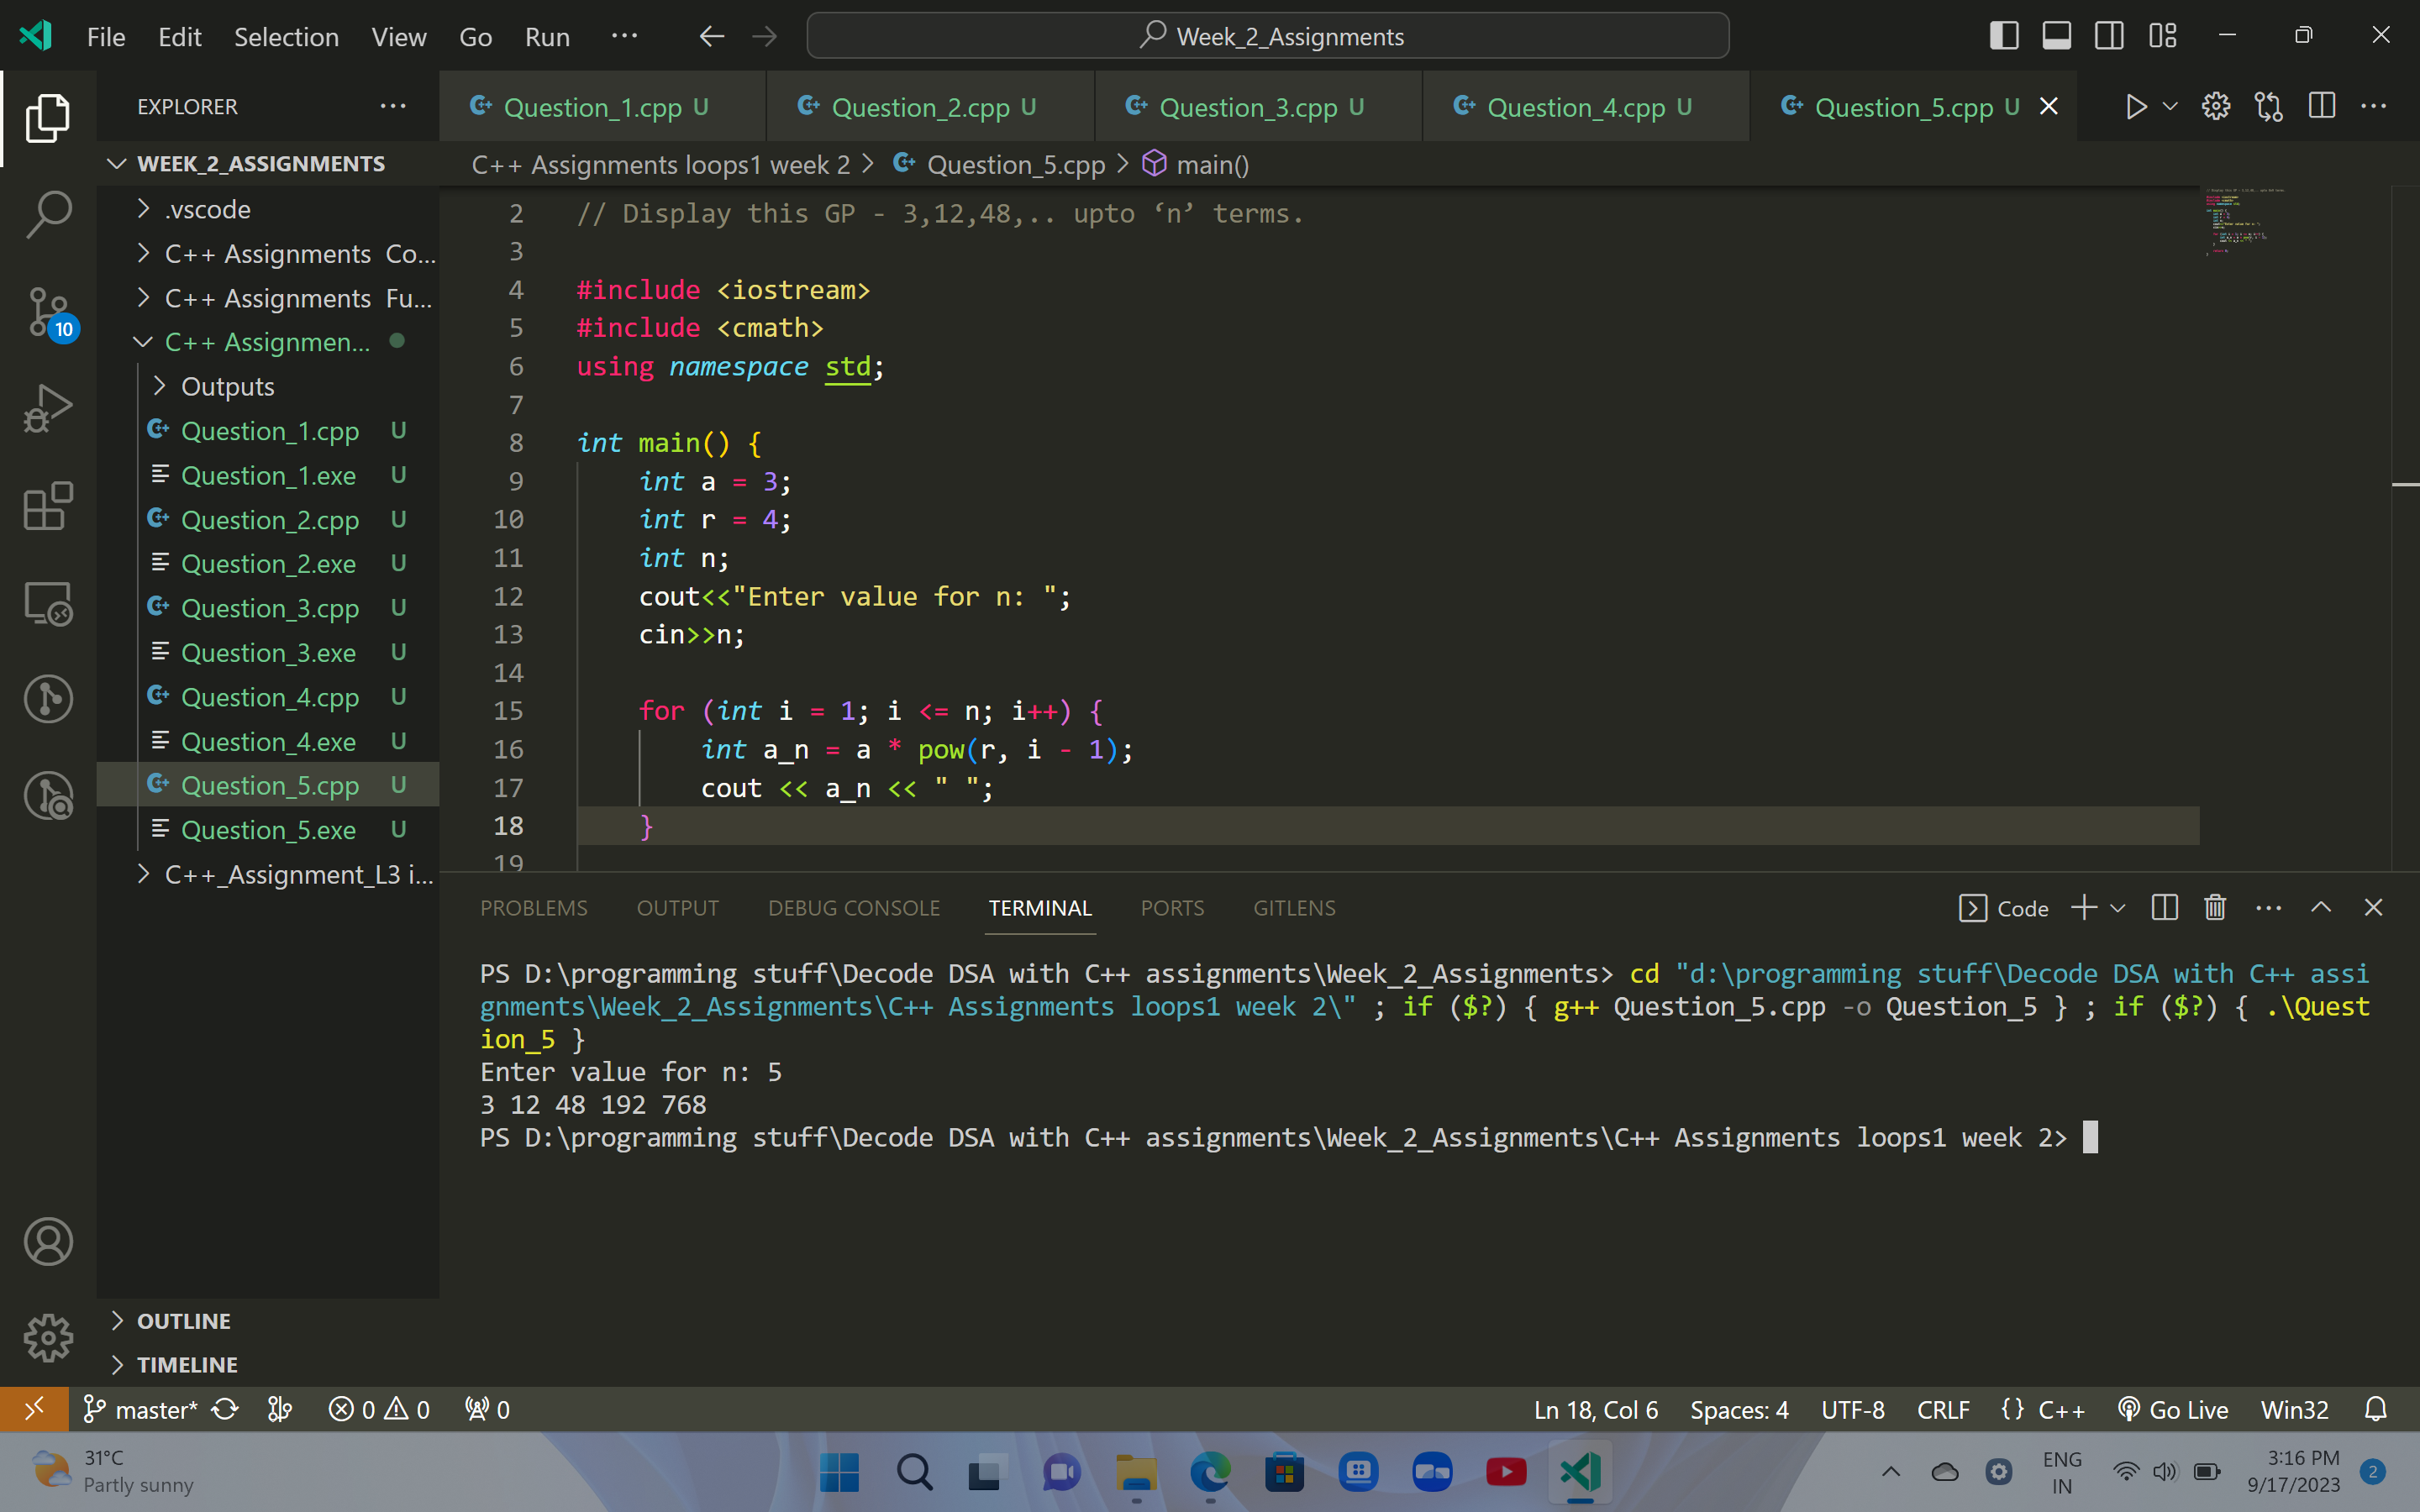 File Edit Selection View Go Run ··· Week_2_Assignments
EXPLORER ···
Question_1.cpp U Question_2.cpp U Question_3.cpp U Question_4.cpp U Question_5.cpp U
C++ Assignments loops1 week 2 > Question_5.cpp > main()
WEEK_2_ASSIGNMENTS
.vscode
C++ Assignments Co...
C++ Assignments Fu...
C++ Assignmen...
Outputs
Question_1.cpp U
Question_1.exe U
Question_2.cpp U
Question_2.exe U
Question_3.cpp U
Question_3.exe U
Question_4.cpp U
Question_4.exe U
Question_5.cpp U
Question_5.exe U
C++_Assignment_L3 i...
OUTLINE
TIMELINE
10
2 // Display this GP - 3,12,48,.. upto ‘n’ terms.
3
4 #include <iostream>
5 #include <cmath>
6 using namespace std;
7
8 int main() {
9 int a = 3;
10 int r = 4;
11 int n;
12 cout<<"Enter value for n: ";
13 cin>>n;
14
15 for (int i = 1; i <= n; i++) {
16 int a_n = a * pow(r, i - 1);
17 cout << a_n << " ";
18 }
19
PROBLEMS OUTPUT DEBUG CONSOLE TERMINAL PORTS GITLENS Code
PS D:\programming stuff\Decode DSA with C++ assignments\Week_2_Assignments> cd "d:\programming stuff\Decode DSA with C++ assi
gnments\Week_2_Assignments\C++ Assignments loops1 week 2\" ; if ($?) { g++ Question_5.cpp -o Question_5 } ; if ($?) { .\Quest
ion_5 }
Enter value for n: 5
3 12 48 192 768
PS D:\programming stuff\Decode DSA with C++ assignments\Week_2_Assignments\C++ Assignments loops1 week 2>
master* 0 0 0 Ln 18, Col 6 Spaces: 4 UTF-8 CRLF {} C++ Go Live Win32
31°C
Partly sunny
ENG
IN
3:16 PM
9/17/2023
2